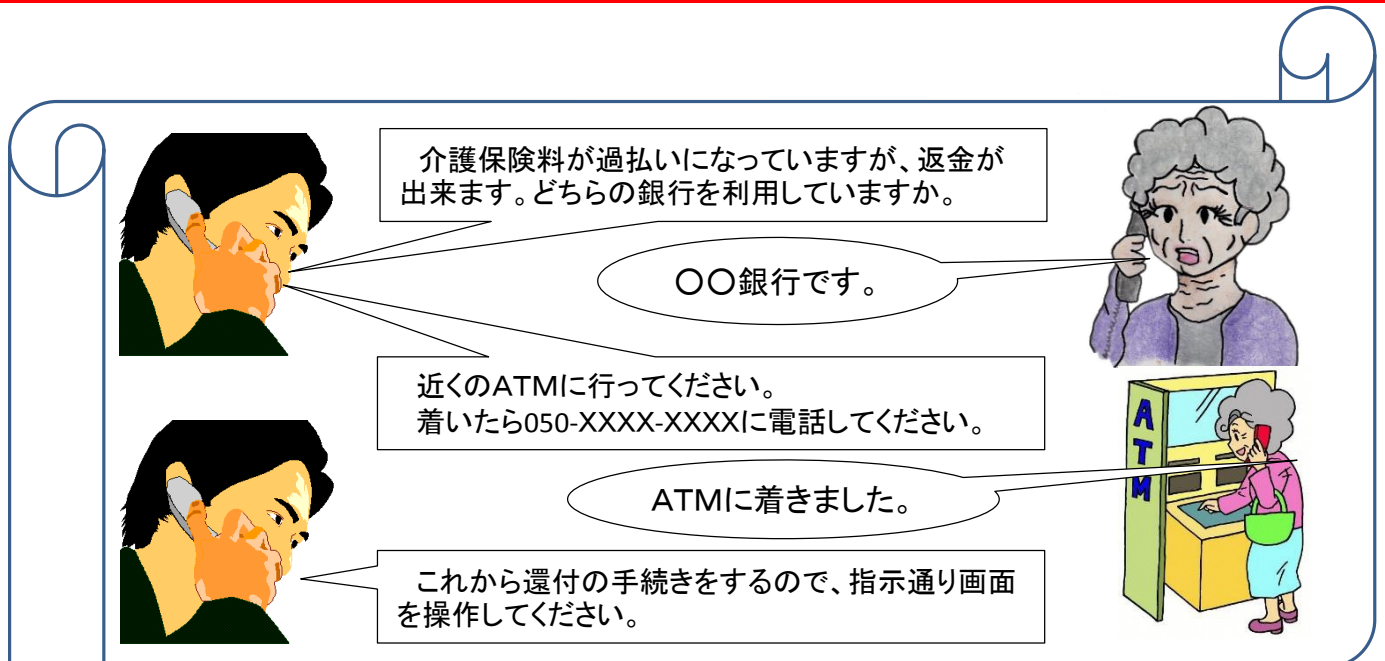 介護保険料が過払いになっていますが、返金が
出来ます。どちらの銀行を利用していますか。
〇〇銀行です。
近くのATMに行ってください。
着いたら050-XXXX-XXXXに電話してください。
ATM
ATMに着きました。
これから還付の手続きをするので、指示通り画面
を操作してください。